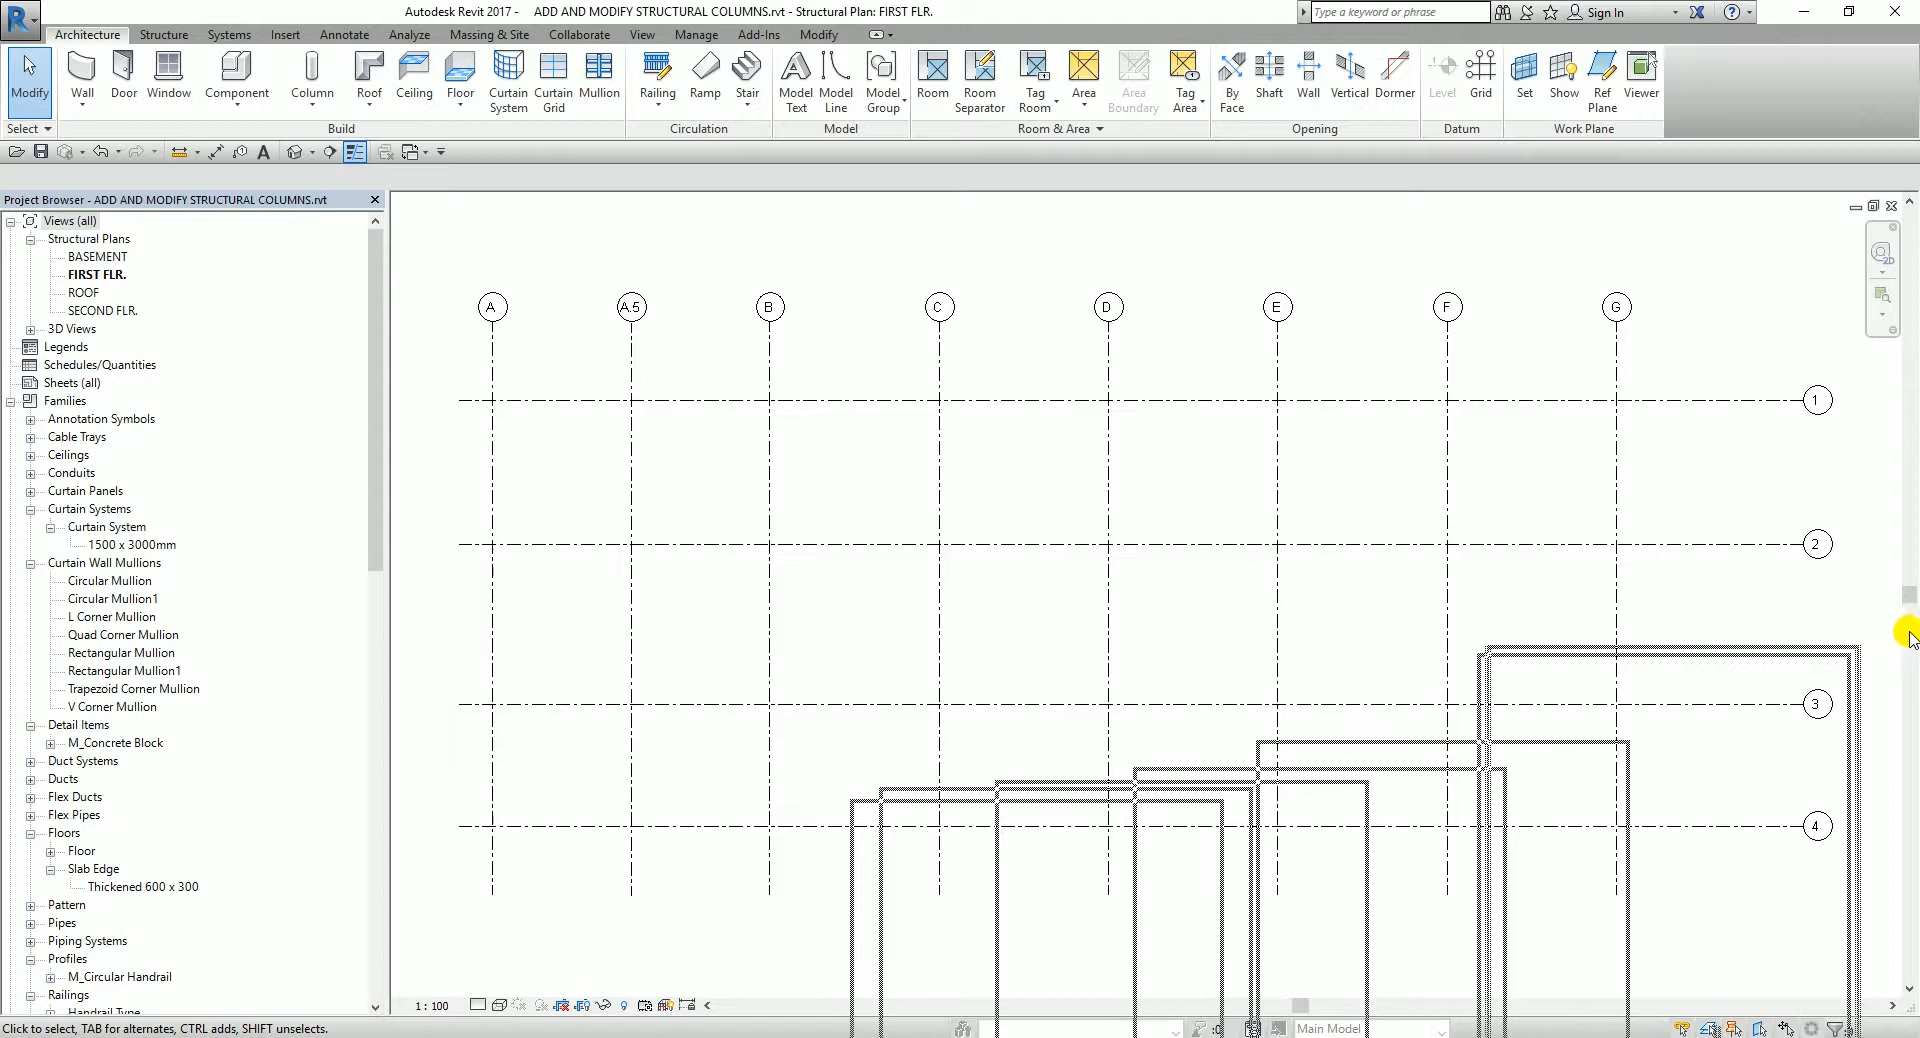 Autodesk Revit 2017 - ADD AND MODIFY STRUCTURAL COLUMNS.rvt - Structural Plan: FIRST FLR.
Type a keyword or phrase
Sign In
Architecture Structure Systems Insert Annotate Analyze Massing & Site Collaborate View Manage Add-Ins Modify
Modify Wall Door Window Component Column Roof Ceiling Floor Curtain System Curtain Grid Mullion Railing Ramp Stair Model Text Model Line Model Group Room Room Separator Tag Room Area Area Boundary Tag Area By Face Shaft Wall Vertical Dormer Level Grid Set Show Ref Plane Viewer
Select Build Circulation Model Room & Area Opening Datum Work Plane
Project Browser - ADD AND MODIFY STRUCTURAL COLUMNS.rvt
Views (all)
Structural Plans
BASEMENT
FIRST FLR.
ROOF
SECOND FLR.
3D Views
Legends
Schedules/Quantities
Sheets (all)
Families
Annotation Symbols
Cable Trays
Ceilings
Conduits
Curtain Panels
Curtain Systems
Curtain System
1500 x 3000mm
Curtain Wall Mullions
Circular Mullion
Circular Mullion1
L Corner Mullion
Quad Corner Mullion
Rectangular Mullion
Rectangular Mullion1
Trapezoid Corner Mullion
V Corner Mullion
Detail Items
M_Concrete Block
Duct Systems
Ducts
Flex Ducts
Flex Pipes
Floors
Floor
Slab Edge
Thickened 600 x 300
Pattern
Pipes
Piping Systems
Profiles
M_Circular Handrail
Railings
Handrail Type
A A.5 B C D E F G
1
2
3
4
2D
1 : 100
Click to select, TAB for alternates, CTRL adds, SHIFT unselects.
:0
Main Model